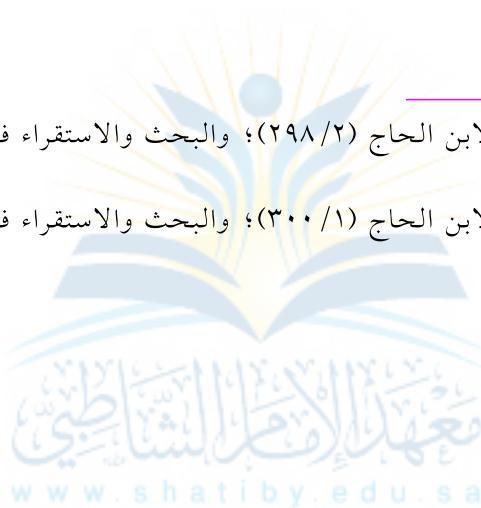 لابن الحاج (٢٩٨/٢)؛ والبحث والاستقراء ف
لابن الحاج (٣٠٠/١)؛ والبحث والاستقراء ف
معهد الإمام الشاطبي
www.shatiby.edu.sa